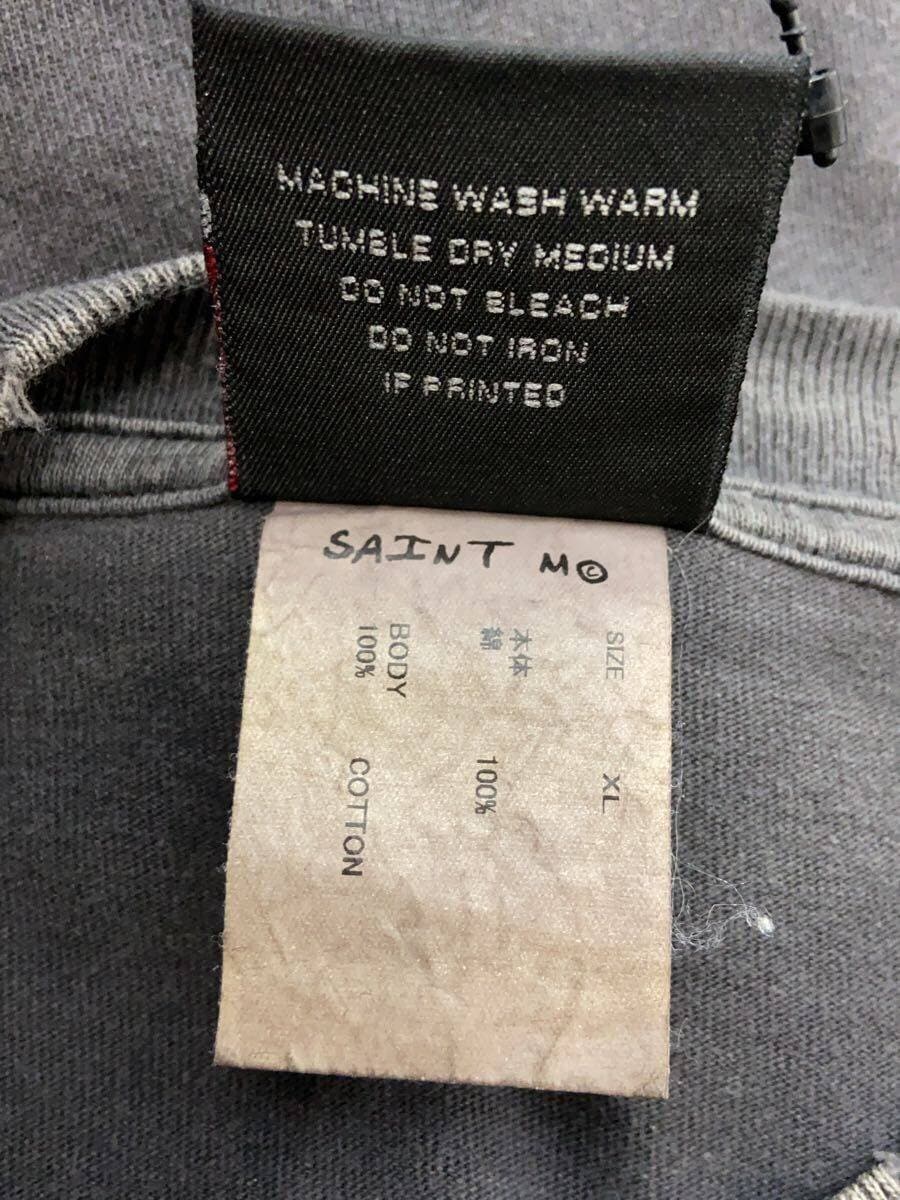 MACHINE WASH WARM
TUMBLE DRY MEDIUM
DO NOT BLEACH
DO NOT IRON
IF PRINTED
SAINT M©
SIZE XL
本体
綿 100%
BODY
100% COTTON